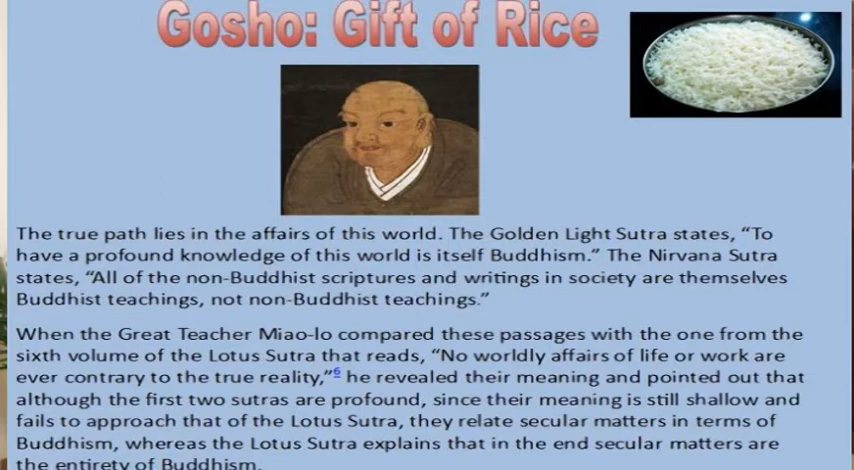 Gosho: Gift of Rice
The true path lies in the affairs of this world. The Golden Light Sutra states, “To
have a profound knowledge of this world is itself Buddhism.” The Nirvana Sutra
states, “All of the non-Buddhist scriptures and writings in society are themselves
Buddhist teachings, not non-Buddhist teachings.”
When the Great Teacher Miao-lo compared these passages with the one from the
sixth volume of the Lotus Sutra that reads, “No worldly affairs of life or work are
ever contrary to the true reality,”6 he revealed their meaning and pointed out that
although the first two sutras are profound, since their meaning is still shallow and
fails to approach that of the Lotus Sutra, they relate secular matters in terms of
Buddhism, whereas the Lotus Sutra explains that in the end secular matters are
the entirety of Buddhism.